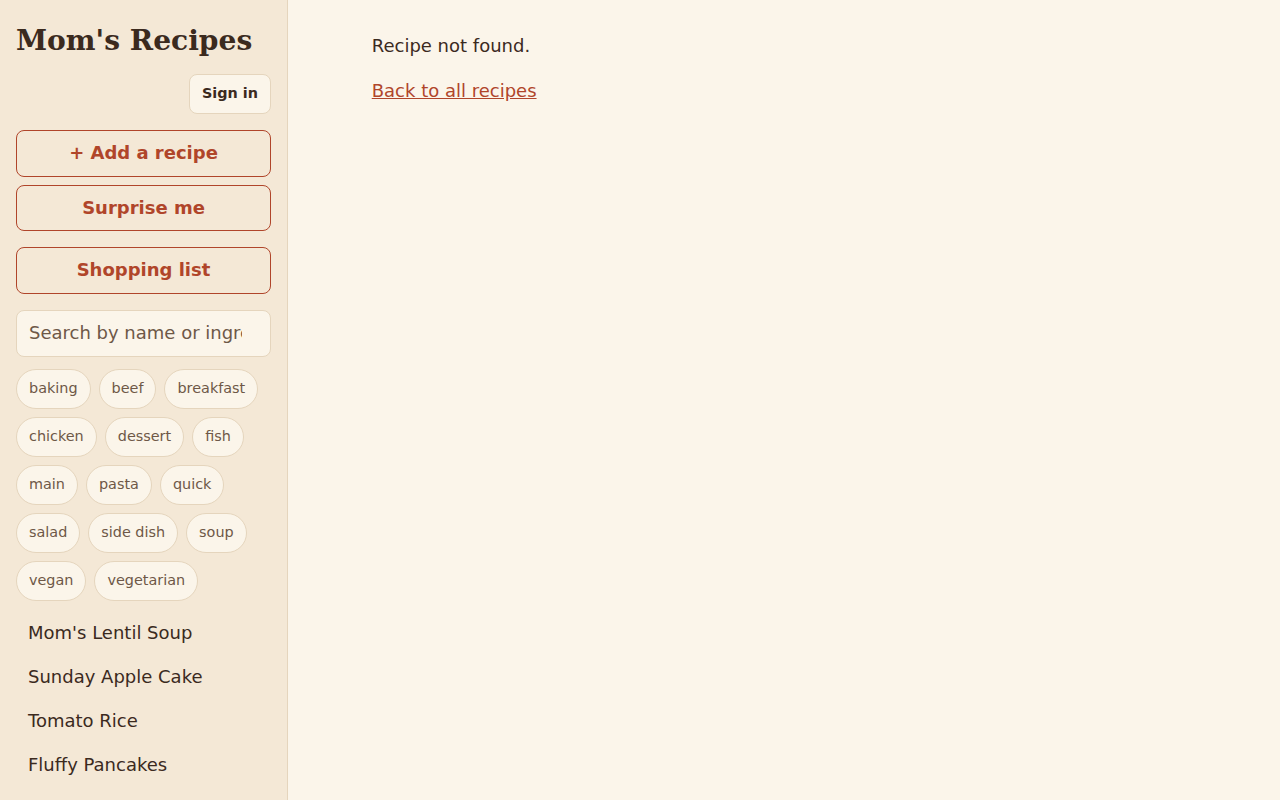 Mom's Recipes
Sign in
+ Add a recipe
Surprise me
Shopping list
Search by name or
baking beef breakfast
chicken dessert fish
main pasta quick
salad side dish soup
vegan vegetarian
Mom's Lentil Soup
Sunday Apple Cake
Tomato Rice
Fluffy Pancakes
Recipe not found.
Back to all recipes